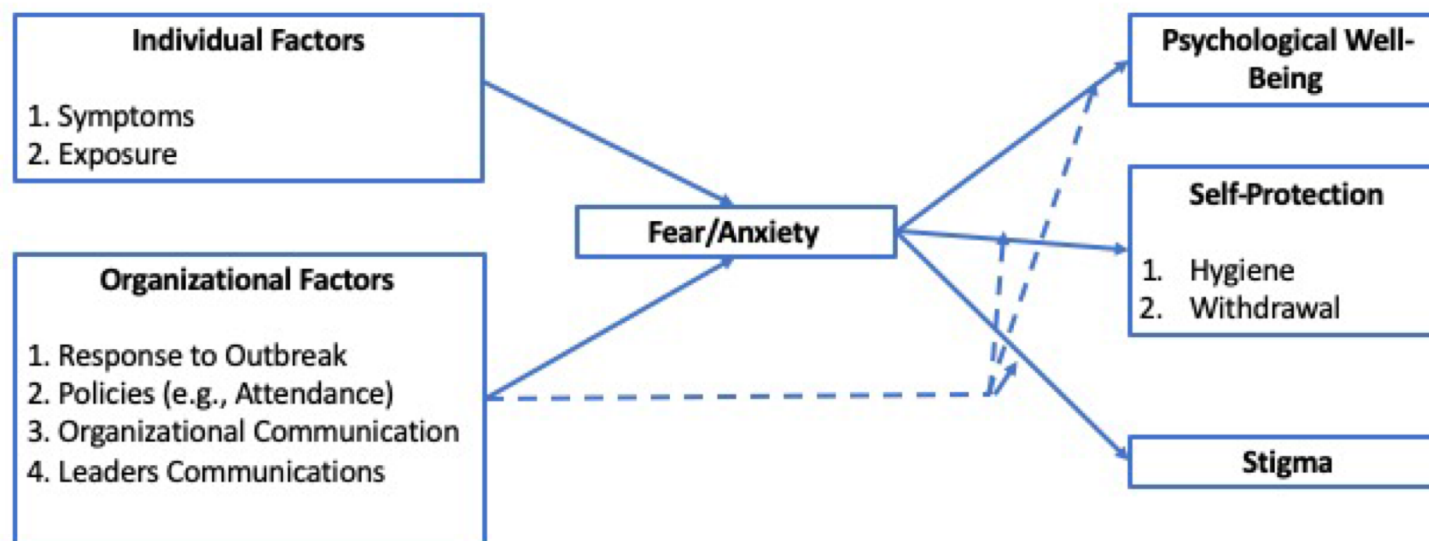 Individual Factors
1. Symptoms
2. Exposure
Organizational Factors
1. Response to Outbreak
2. Policies (e.g., Attendance)
3. Organizational Communication
4. Leaders Communications
Fear/Anxiety
Psychological Well-
Being
Self-Protection
1. Hygiene
2. Withdrawal
Stigma